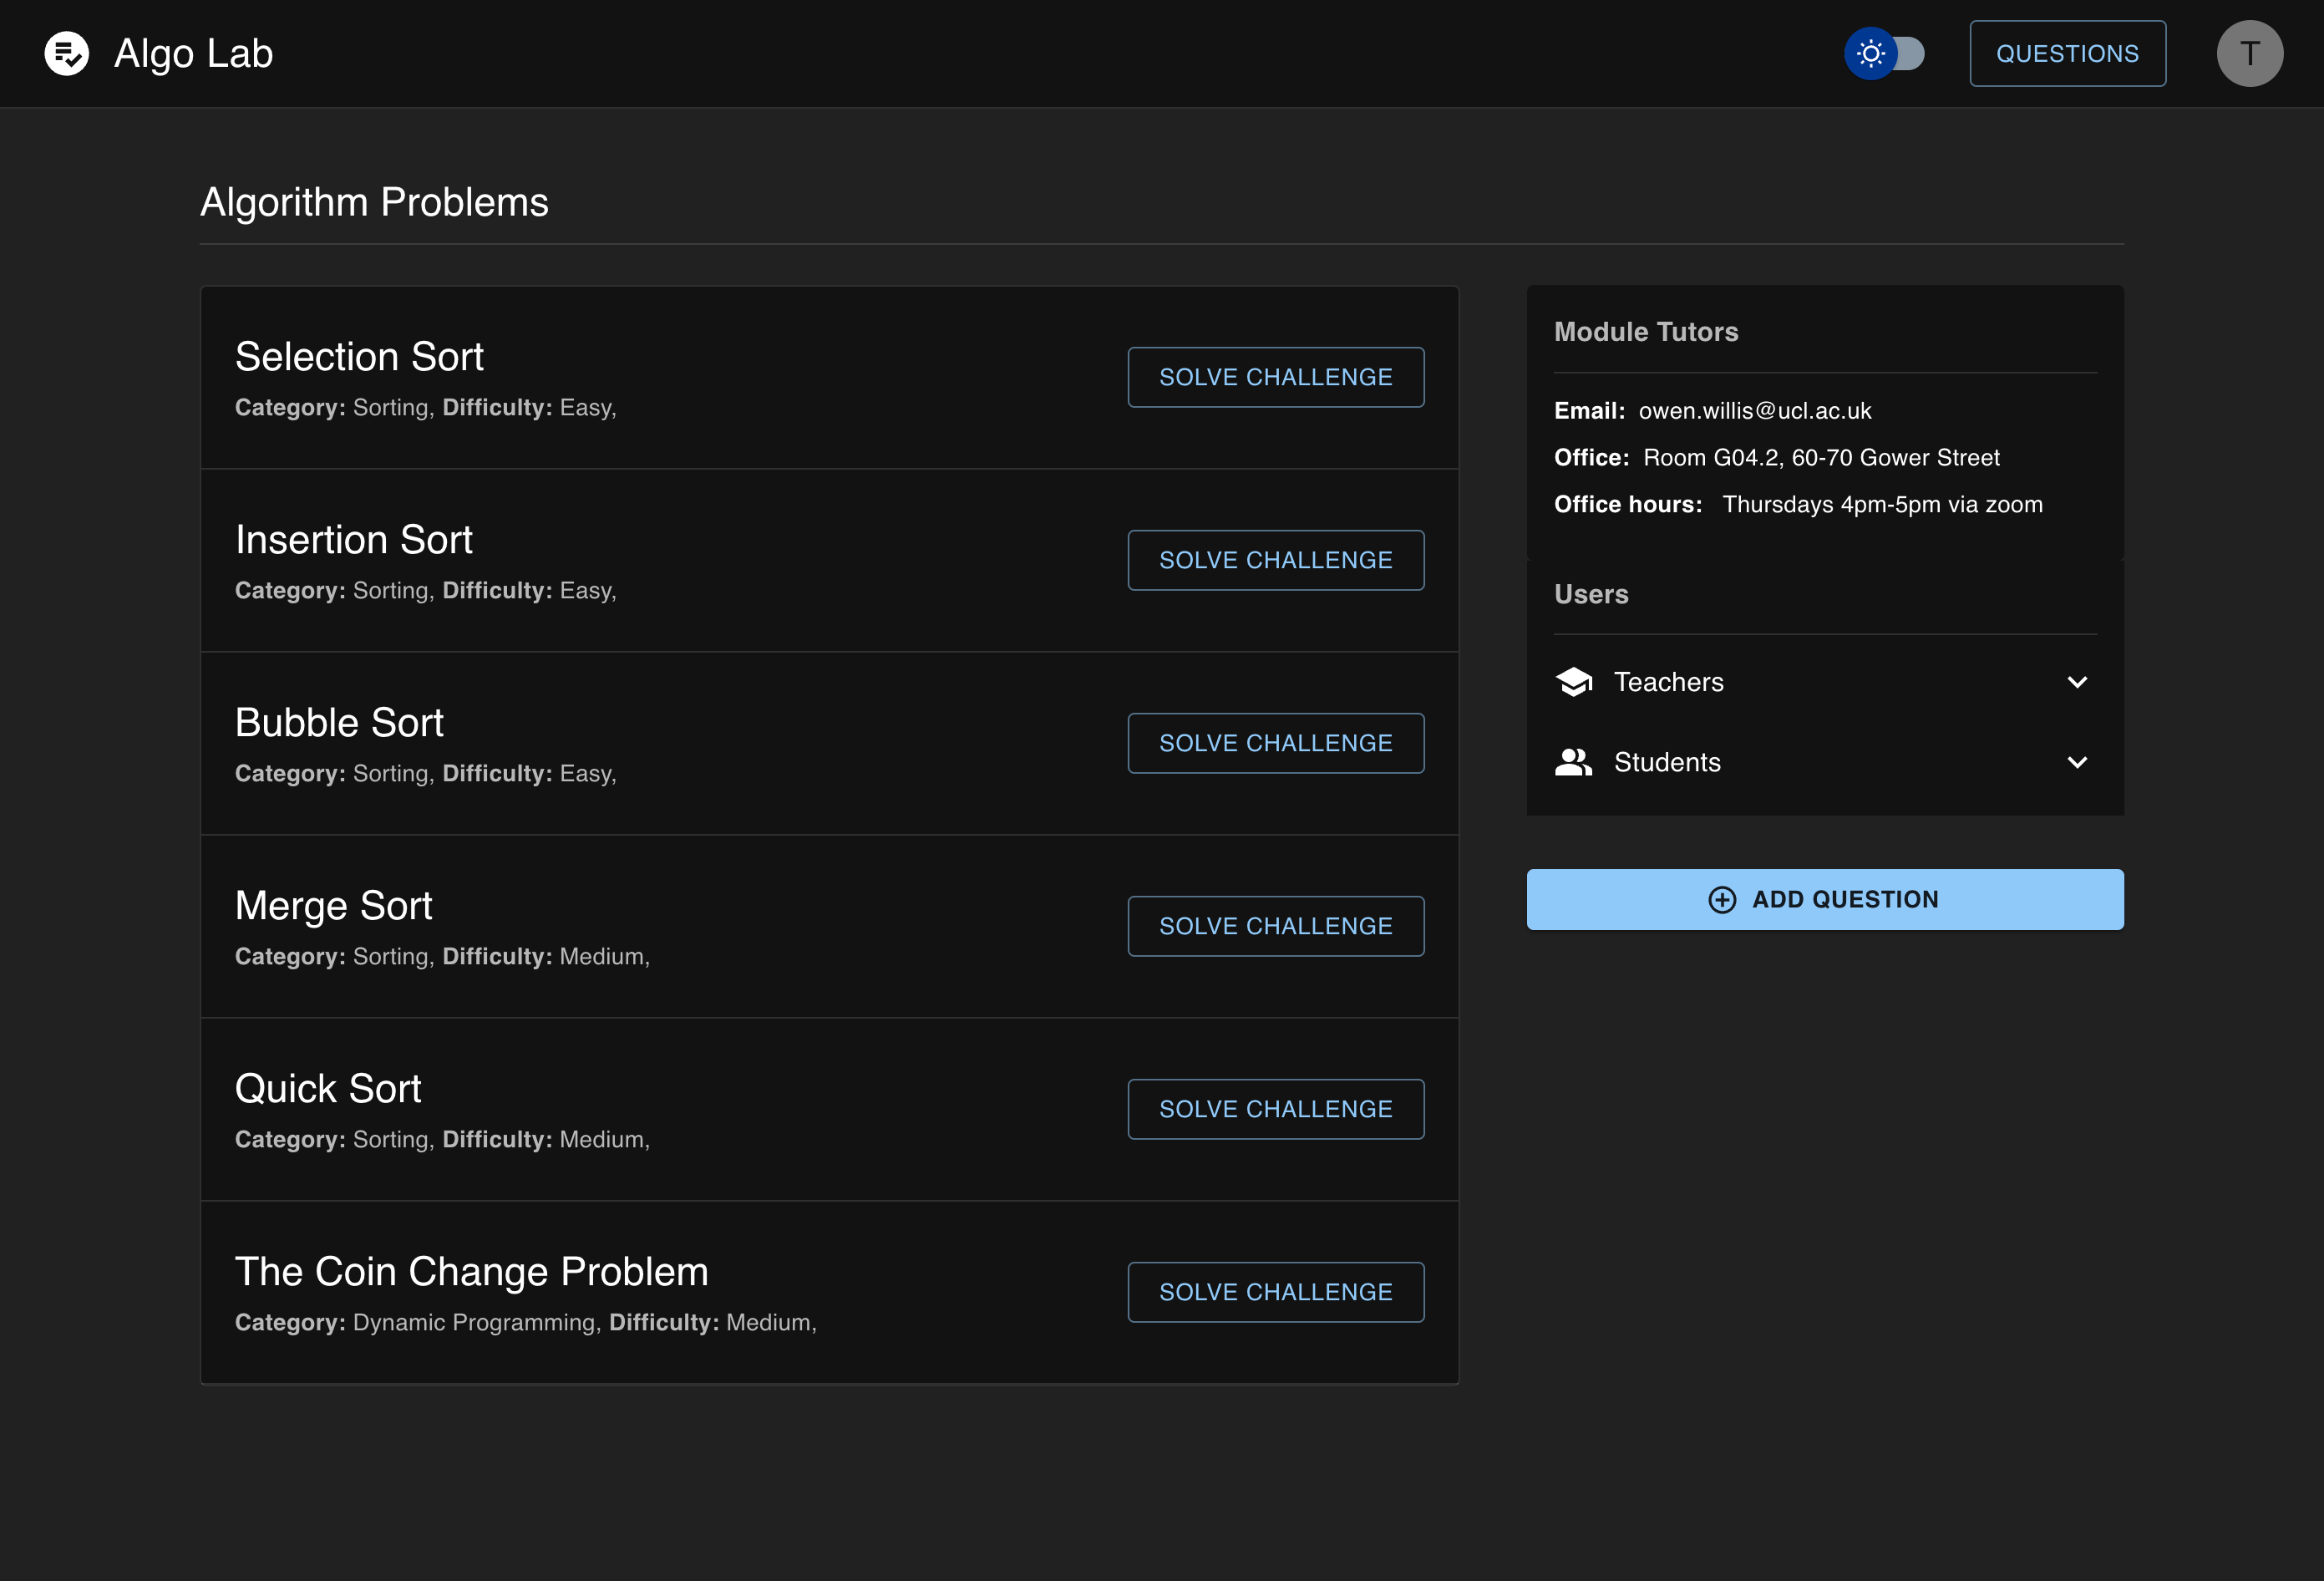 Algo Lab
QUESTIONS
T
Algorithm Problems
Selection Sort
Category: Sorting, Difficulty: Easy,
SOLVE CHALLENGE
Insertion Sort
Category: Sorting, Difficulty: Easy,
SOLVE CHALLENGE
Bubble Sort
Category: Sorting, Difficulty: Easy,
SOLVE CHALLENGE
Merge Sort
Category: Sorting, Difficulty: Medium,
SOLVE CHALLENGE
Quick Sort
Category: Sorting, Difficulty: Medium,
SOLVE CHALLENGE
The Coin Change Problem
Category: Dynamic Programming, Difficulty: Medium,
SOLVE CHALLENGE
Module Tutors
Email: owen.willis@ucl.ac.uk
Office: Room G04.2, 60-70 Gower Street
Office hours: Thursdays 4pm-5pm via zoom
Users
Teachers
Students
ADD QUESTION